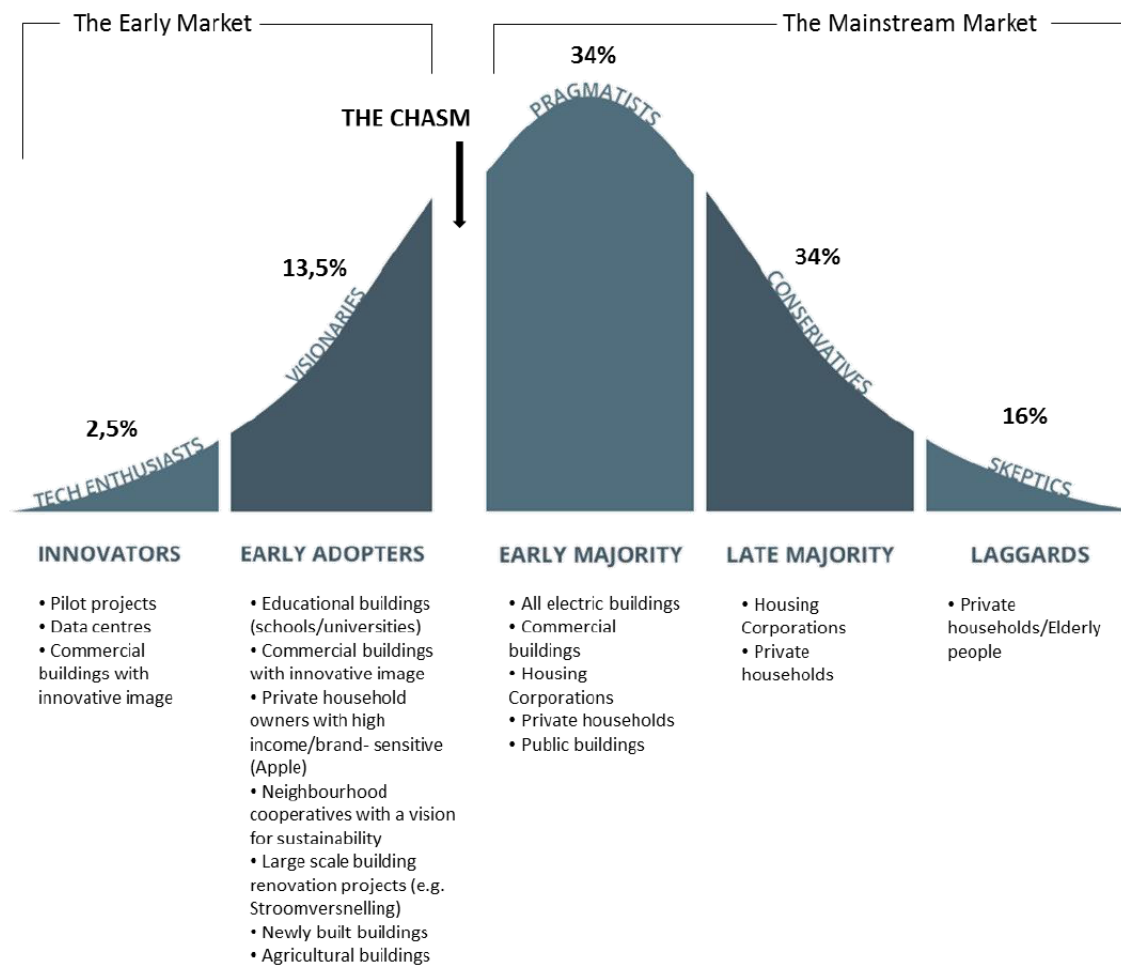 The Early Market
The Mainstream Market
34%
PRAGMATISTS
THE CHASM
13,5%
VISIONARIES
34%
CONSERVATIVES
2,5%
TECH ENTHUSIASTS
16%
SKEPTICS
INNOVATORS
• Pilot projects
• Data centres
• Commercial
buildings with
innovative image
EARLY ADOPTERS
• Educational buildings
(schools/universities)
• Commercial buildings
with innovative image
• Private household
owners with high
income/brand- sensitive
(Apple)
• Neighbourhood
cooperatives with a vision
for sustainability
• Large scale building
renovation projects (e.g.
Stroomversnelling)
• Newly built buildings
• Agricultural buildings
EARLY MAJORITY
• All electric buildings
• Commercial
buildings
• Housing
Corporations
• Private households
• Public buildings
LATE MAJORITY
• Housing
Corporations
• Private
households
LAGGARDS
• Private
households/Elderly
people